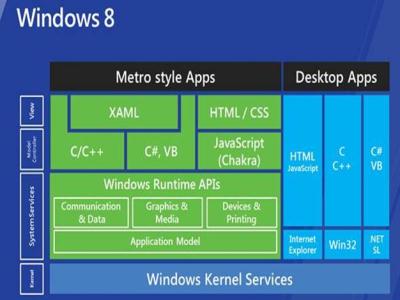 Windows 8
Metro style Apps
Desktop Apps
View
Model Controller
System Services
Kernel
XAML
HTML / CSS
C/C++
C#, VB
JavaScript
(Chakra)
HTML
JavaScript
C
C++
C#
VB
Windows Runtime APIs
Communication
& Data
Graphics &
Media
Devices &
Printing
Application Model
Internet
Explorer
Win32
.NET
SL
Windows Kernel Services